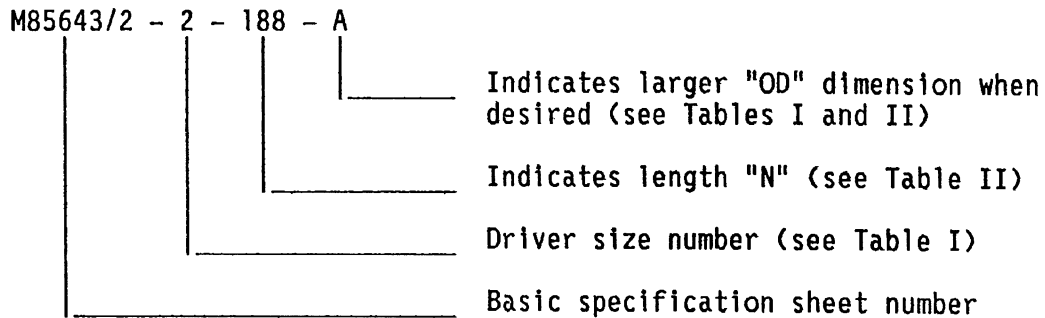 M85643/2 - 2 - 188 - A
Indicates larger "OD" dimension when
desired (see Tables I and II)
Indicates length "N" (see Table II)
Driver size number (see Table I)
Basic specification sheet number